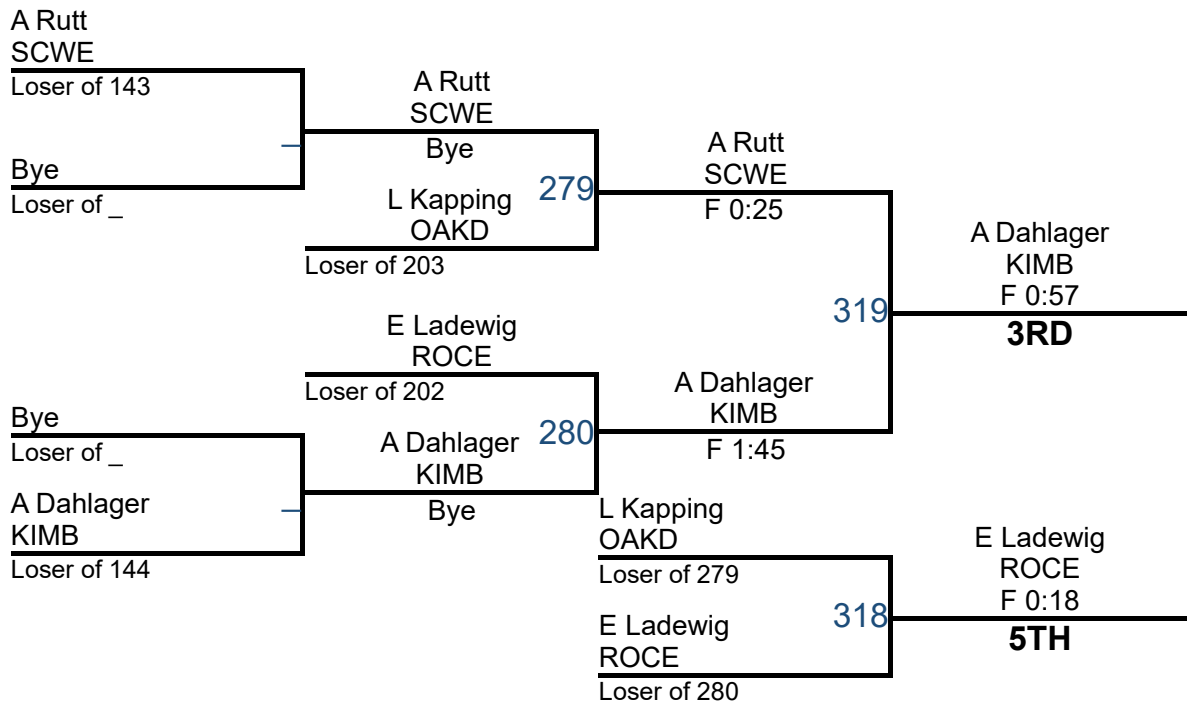 A Rutt
SCWE
Loser of 143
Bye
Loser of _
_
A Rutt
SCWE
Bye
L Kapping
OAKD
Loser of 203
279
A Rutt
SCWE
F 0:25
E Ladewig
ROCE
Loser of 202
Bye
Loser of _
A Dahlager
KIMB
Loser of 144
_
A Dahlager
KIMB
Bye
280
A Dahlager
KIMB
F 1:45
319
A Dahlager
KIMB
F 0:57
3RD
L Kapping
OAKD
Loser of 279
E Ladewig
ROCE
Loser of 280
318
E Ladewig
ROCE
F 0:18
5TH